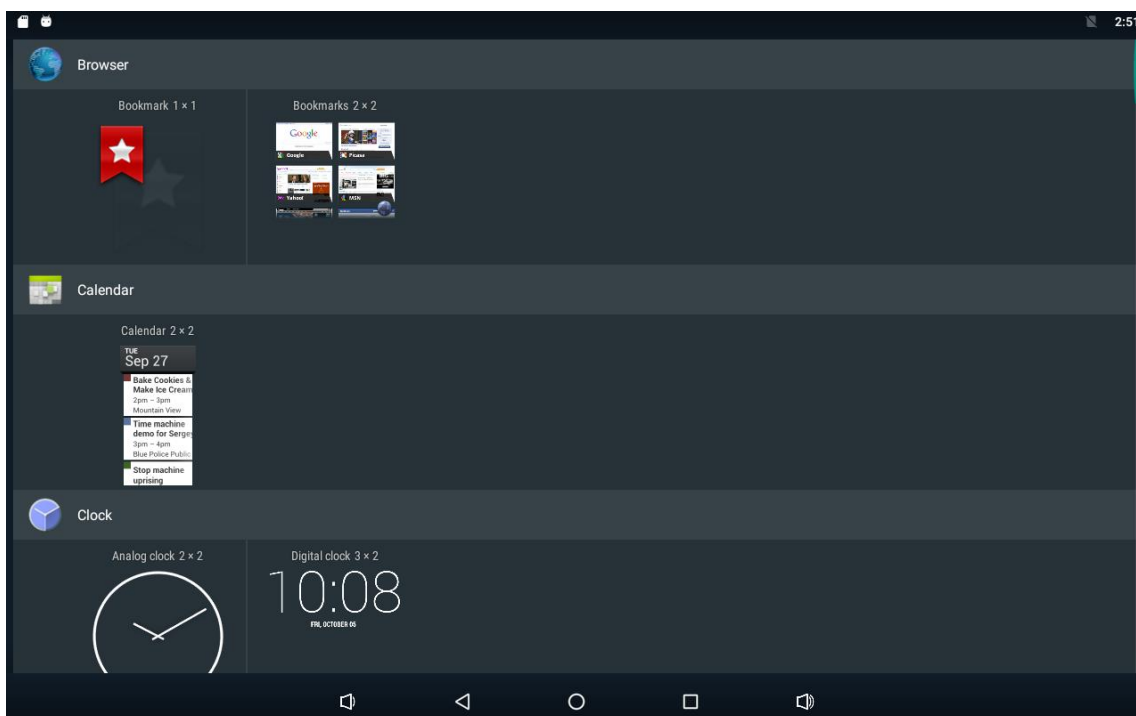 2:51
Browser
Bookmark 1 × 1
Bookmarks 2 × 2
Google
Google
Picasa
Yahoo!
MSN
Calendar
Calendar 2 × 2
TUE
Sep 27
Bake Cookies &
Make Ice Cream
2pm – 3pm
Mountain View
Time machine
demo for Sergey
3pm – 4pm
Blue Police Public
Stop machine
uprising
Clock
Analog clock 2 × 2
Digital clock 3 × 2
10:08
FRI, OCTOBER 05